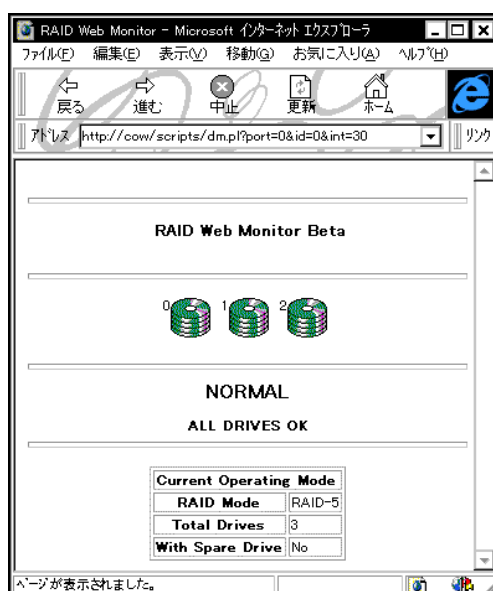 RAID Web Monitor - Microsoft インターネット エクスプローラ
ファイル(F) 編集(E) 表示(V) 移動(G) お気に入り(A) ヘルプ(H)
戻る 進む 中止 更新 ホーム
アドレス http://cow/scripts/dm.pl?port=0&id=0&int=30 リンク
RAID Web Monitor Beta
0 1 2
NORMAL
ALL DRIVES OK
Current Operating Mode
RAID Mode RAID-5
Total Drives 3
With Spare Drive No
ページが表示されました。